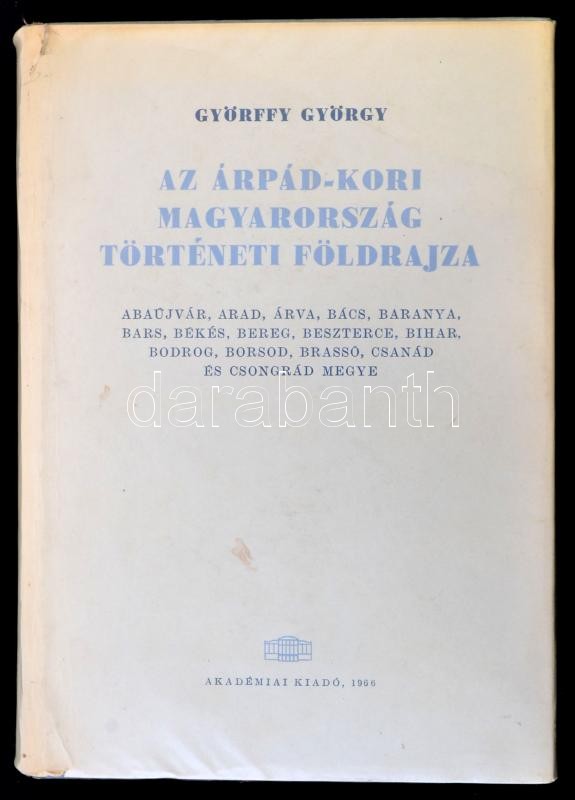 GYÖRFFY GYÖRGY
AZ ÁRPÁD-KORI
MAGYARORSZÁG
TÖRTÉNETI FÖLDRAJZA
ABAÚJVÁR, ARAD, ÁRVA, BÁCS, BARANYA,
BARS, BÉKÉS, BEREG, BESZTERCE, BIHAR,
BODROG, BORSOD, BRASSÓ, CSANÁD
ÉS CSONGRÁD MEGYE
darabanth
AKADÉMIAI KIADÓ, 1966